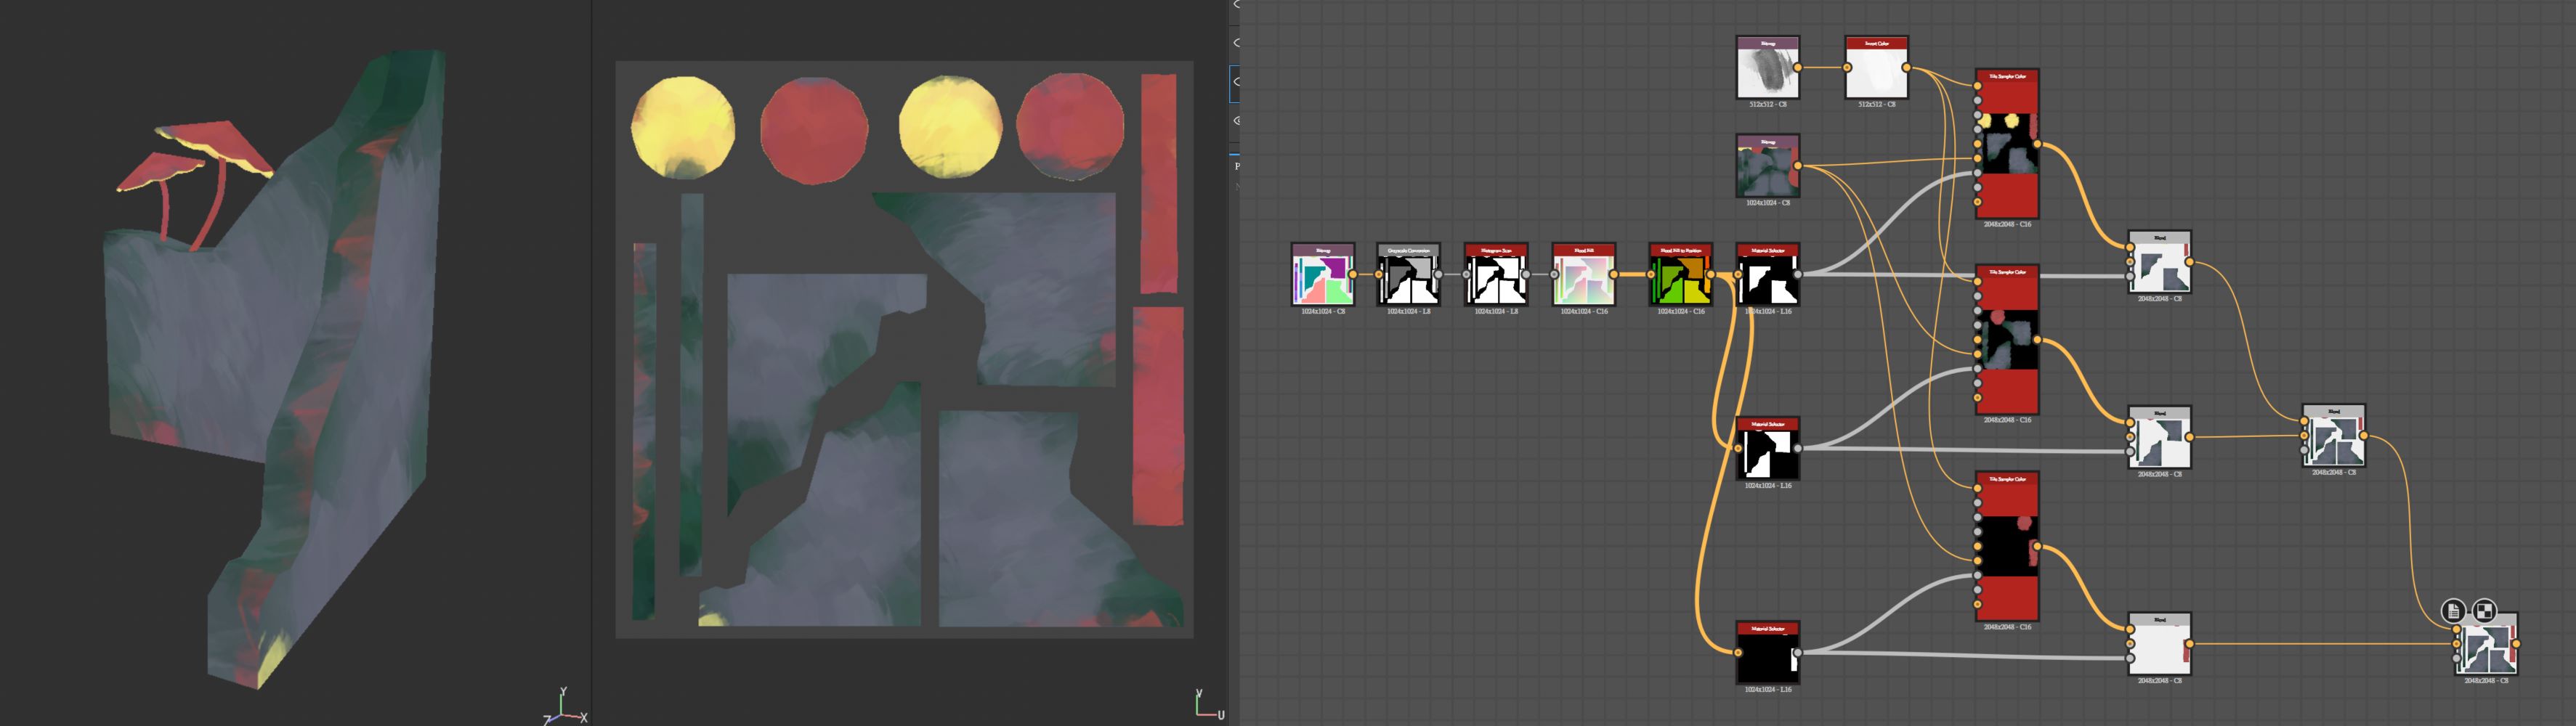 Y
Z
X
V
U
P
Bitmap
512x512 - C8
Invert Color
512x512 - C8
Tile Sampler Color
2048x2048 - C16
Bitmap
1024x1024 - C8
Bitmap
1024x1024 - C8
Grayscale Conversion
1024x1024 - L8
Histogram Scan
1024x1024 - L8
Flood Fill
1024x1024 - C16
Flood Fill to Position
1024x1024 - C16
Material Selector
1024x1024 - L16
Blend
2048x2048 - C8
Tile Sampler Color
2048x2048 - C16
Material Selector
1024x1024 - L16
Blend
2048x2048 - C8
Blend
2048x2048 - C8
Tile Sampler Color
2048x2048 - C16
Material Selector
1024x1024 - L16
Blend
2048x2048 - C8
2048x2048 - C8